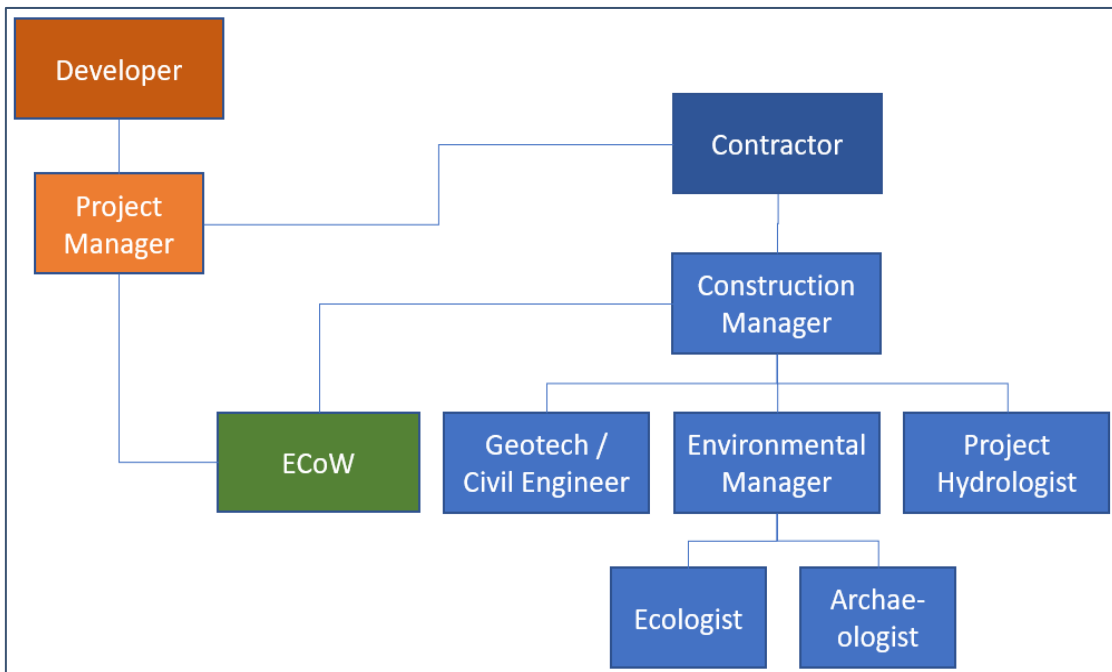 Developer
Project
Manager
Contractor
Construction
Manager
ECoW
Geotech /
Civil Engineer
Environmental
Manager
Project
Hydrologist
Ecologist
Archae-
ologist